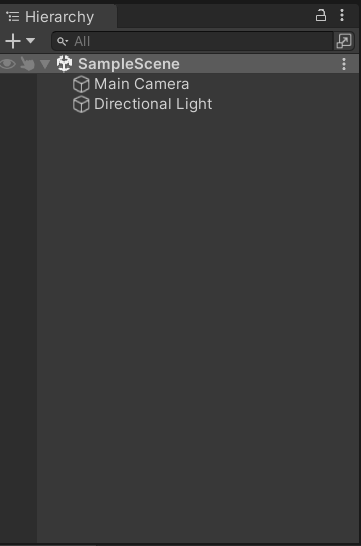 Hierarchy
All
SampleScene
Main Camera
Directional Light